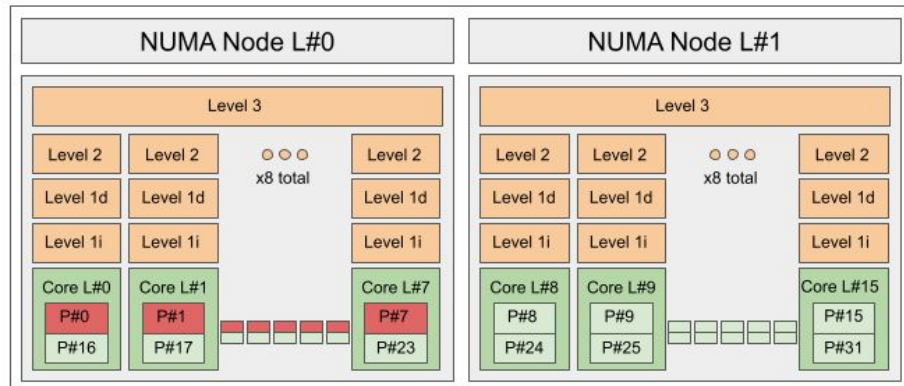 NUMA Node L#0 NUMA Node L#1
Level 3 Level 3
Level 2 Level 2 Level 2 Level 2 Level 2 Level 2
x8 total x8 total
Level 1d Level 1d Level 1d Level 1d Level 1d Level 1d
Level 1i Level 1i Level 1i Level 1i Level 1i Level 1i
Core L#0 Core L#1 Core L#7 Core L#8 Core L#9 Core L#15
P#0 P#1 P#7 P#8 P#9 P#15
P#16 P#17 P#23 P#24 P#25 P#31